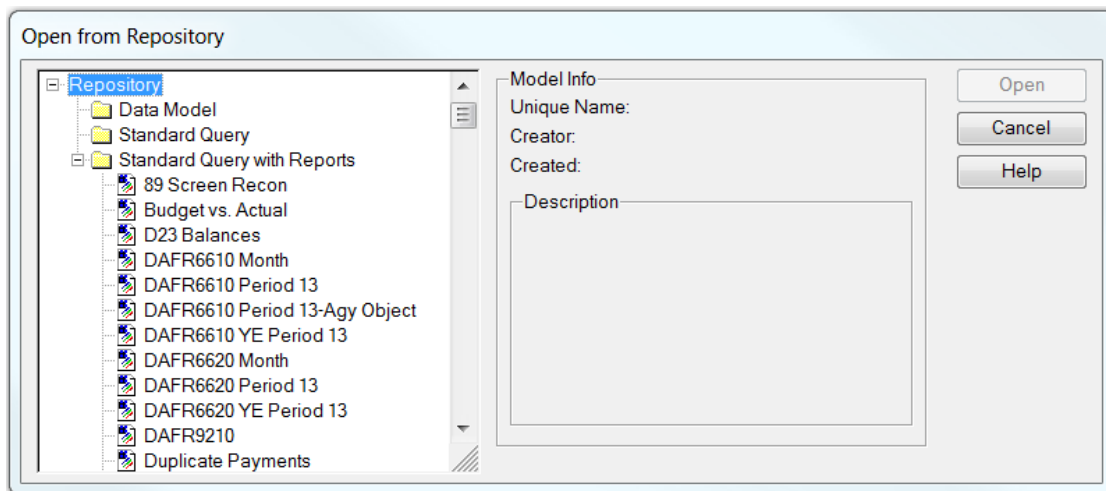 Open from Repository
Repository
Data Model
Standard Query
Standard Query with Reports
89 Screen Recon
Budget vs. Actual
D23 Balances
DAFR6610 Month
DAFR6610 Period 13
DAFR6610 Period 13-Agy Object
DAFR6610 YE Period 13
DAFR6620 Month
DAFR6620 Period 13
DAFR6620 YE Period 13
DAFR9210
Duplicate Payments
Model Info
Unique Name:
Creator:
Created:
Description
Open
Cancel
Help